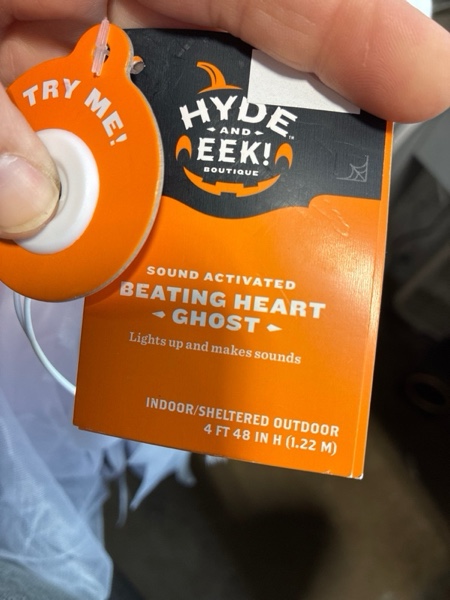 TRY ME!
HYDE
AND
EEK!
BOUTIQUE™
SOUND ACTIVATED
BEATING HEART
GHOST
Lights up and makes sounds
INDOOR/SHELTERED OUTDOOR
4 FT 48 IN H (1.22 M)